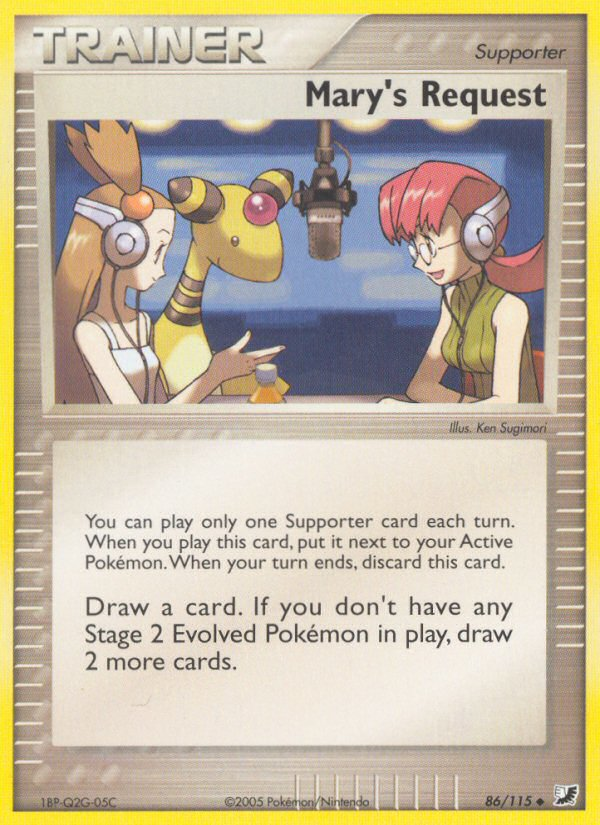 TRAINER
Supporter
Mary's Request
Illus. Ken Sugimori
You can play only one Supporter card each turn.
When you play this card, put it next to your Active
Pokémon. When your turn ends, discard this card.
Draw a card. If you don't have any
Stage 2 Evolved Pokémon in play, draw
2 more cards.
1BP-Q2G-05C
©2005 Pokémon/Nintendo
86/115